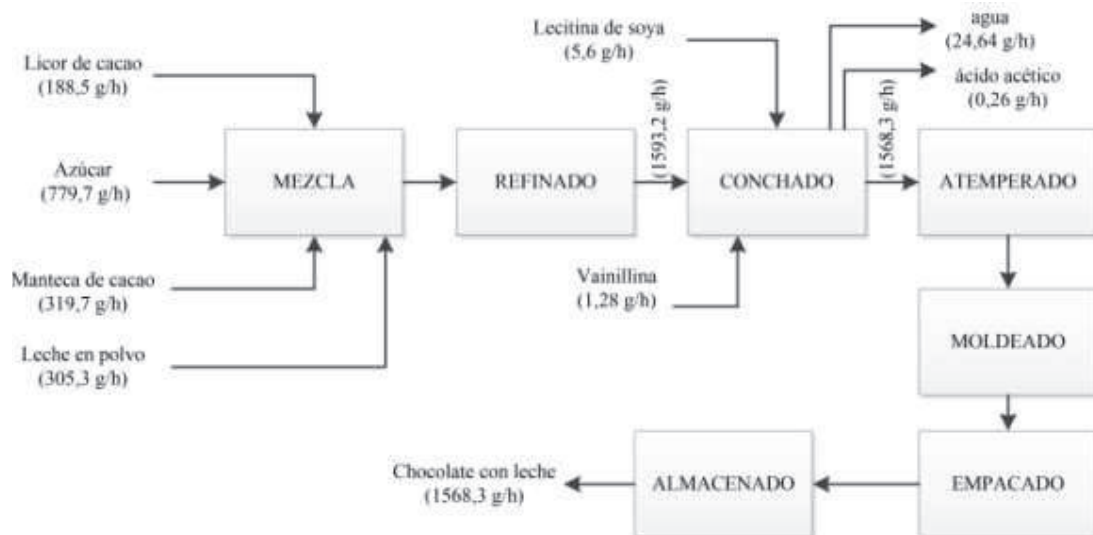 Licor de cacao
(188,5 g/h)
Azúcar
(779,7 g/h)
Manteca de cacao
(319,7 g/h)
Leche en polvo
(305,3 g/h)
MEZCLA
REFINADO
(1593,2 g/h)
Lecitina de soya
(5,6 g/h)
Vainillina
(1,28 g/h)
CONCHADO
agua
(24,64 g/h)
ácido acético
(0,26 g/h)
(1568,3 g/h)
ATEMPERADO
MOLDEADO
EMPACADO
ALMACENADO
Chocolate con leche
(1568,3 g/h)